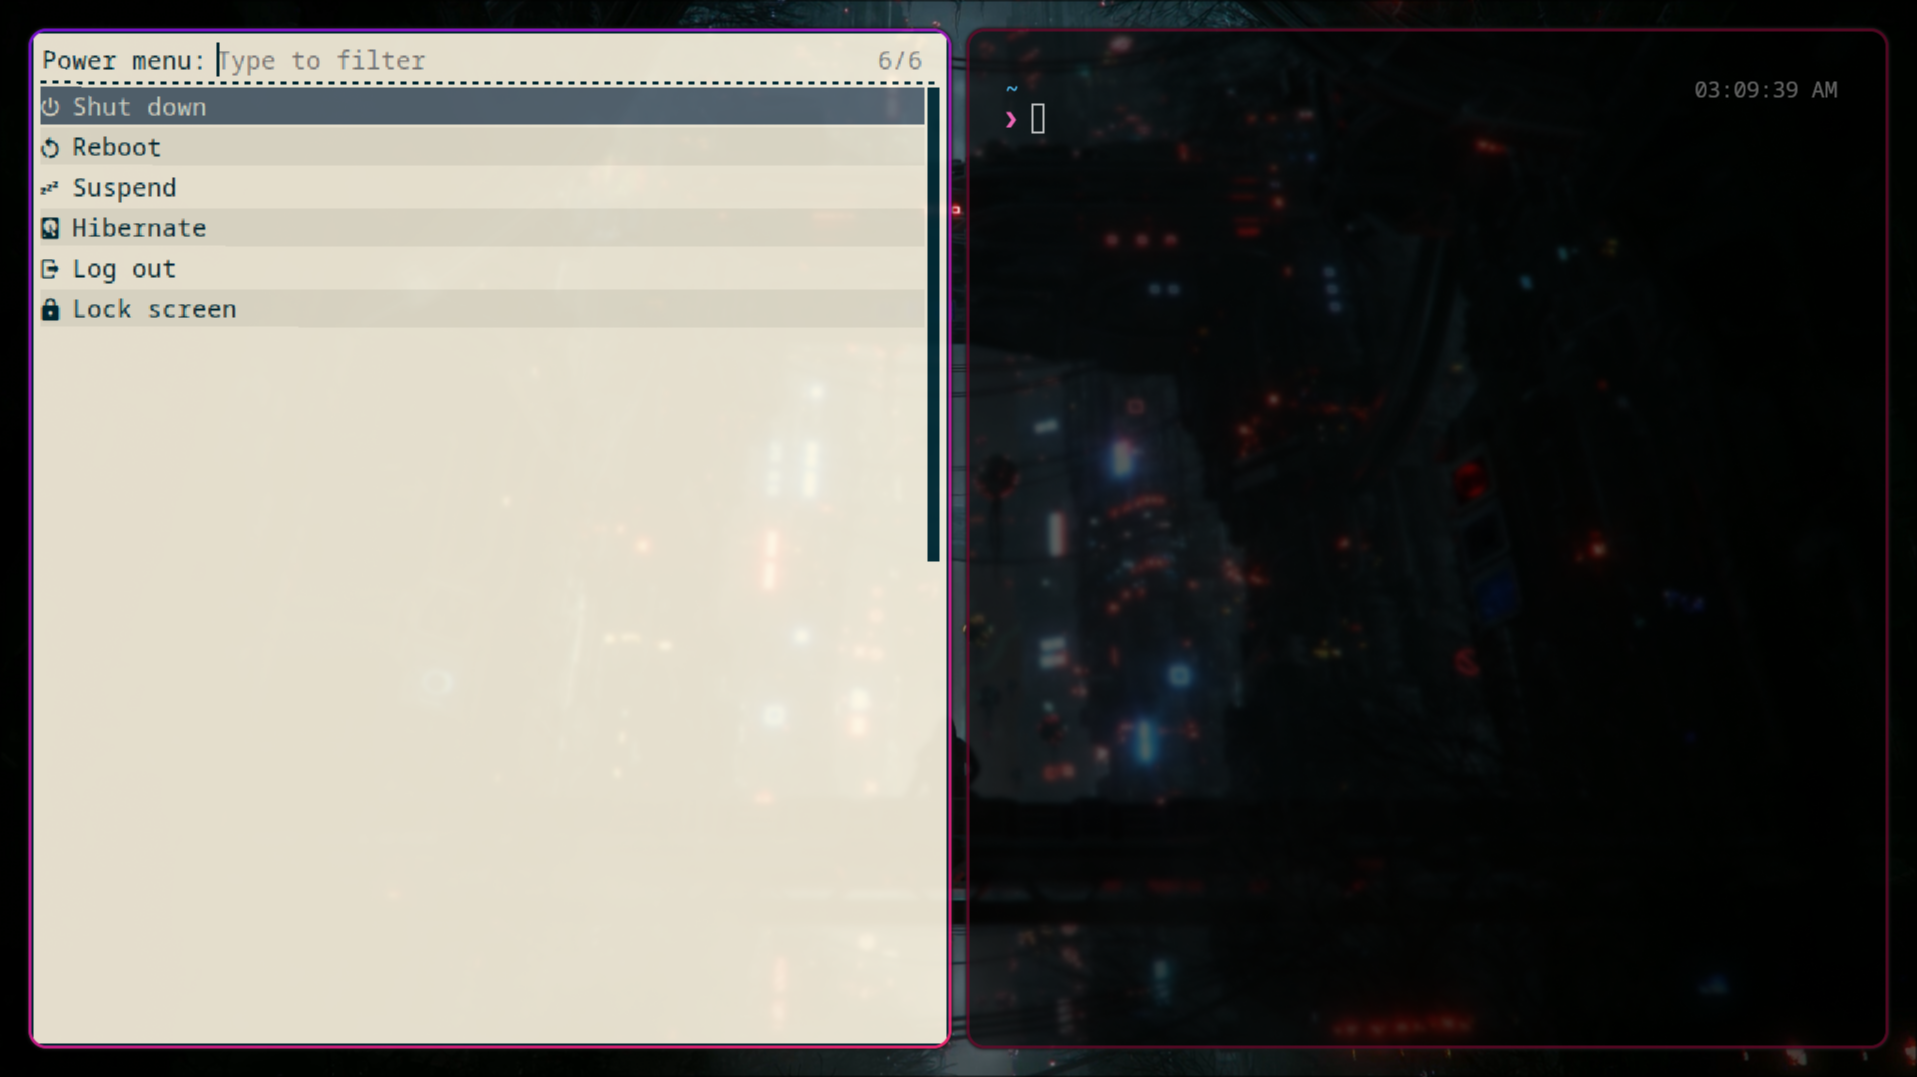 Power menu: Type to filter 6/6
Shut down
Reboot
Suspend
Hibernate
Log out
Lock screen
~ 03:09:39 AM
❯